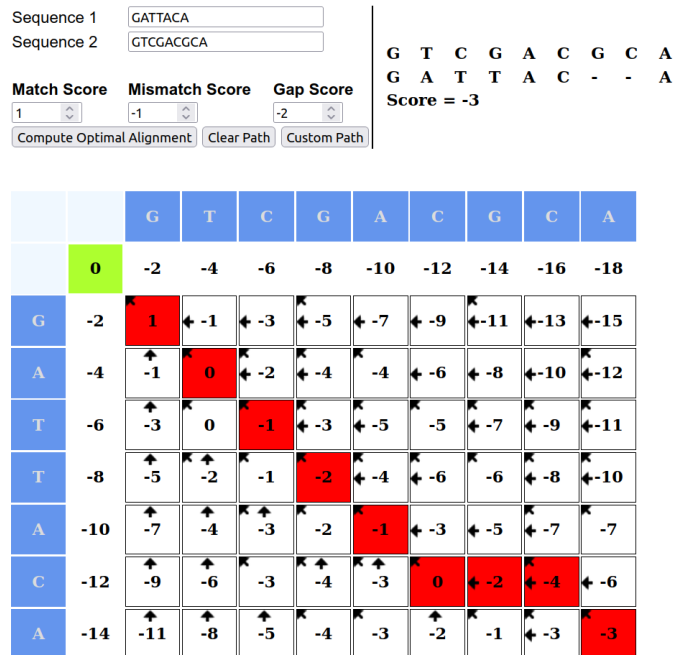 Sequence 1 GATTACA
Sequence 2 GTCGACGCA
Match Score Mismatch Score Gap Score
1 -1 -2
Compute Optimal Alignment Clear Path Custom Path
G T C G A C G C A
G A T T A C - - A
Score = -3
G T C G A C G C A
0 -2 -4 -6 -8 -10 -12 -14 -16 -18
G -2 1 -1 -3 -5 -7 -9 -11 -13 -15
A -4 -1 0 -2 -4 -4 -6 -8 -10 -12
T -6 -3 0 -1 -3 -5 -5 -7 -9 -11
T -8 -5 -2 -1 -2 -4 -6 -6 -8 -10
A -10 -7 -4 -3 -2 -1 -3 -5 -7 -7
C -12 -9 -6 -3 -4 -3 0 -2 -4 -6
A -14 -11 -8 -5 -4 -3 -2 -1 -3 -3